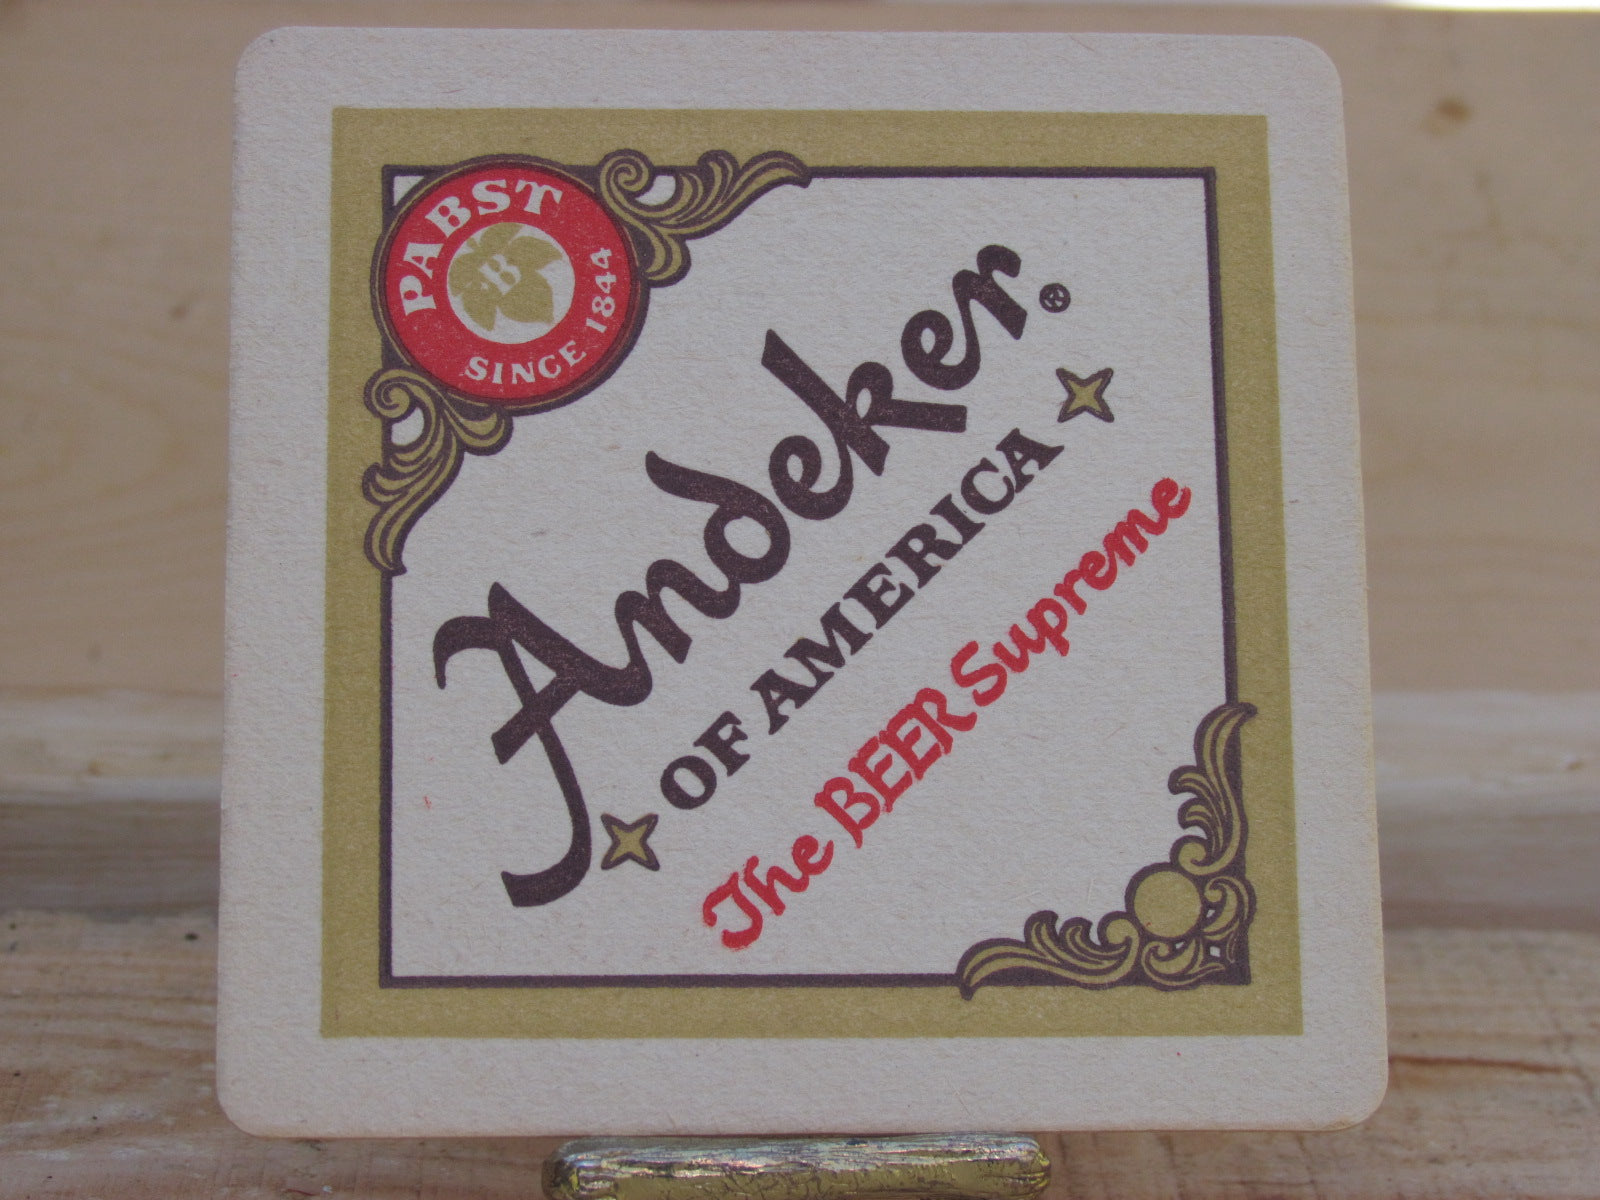 PABST
B
SINCE 1844
Andeker®
OF AMERICA
The BEER Supreme